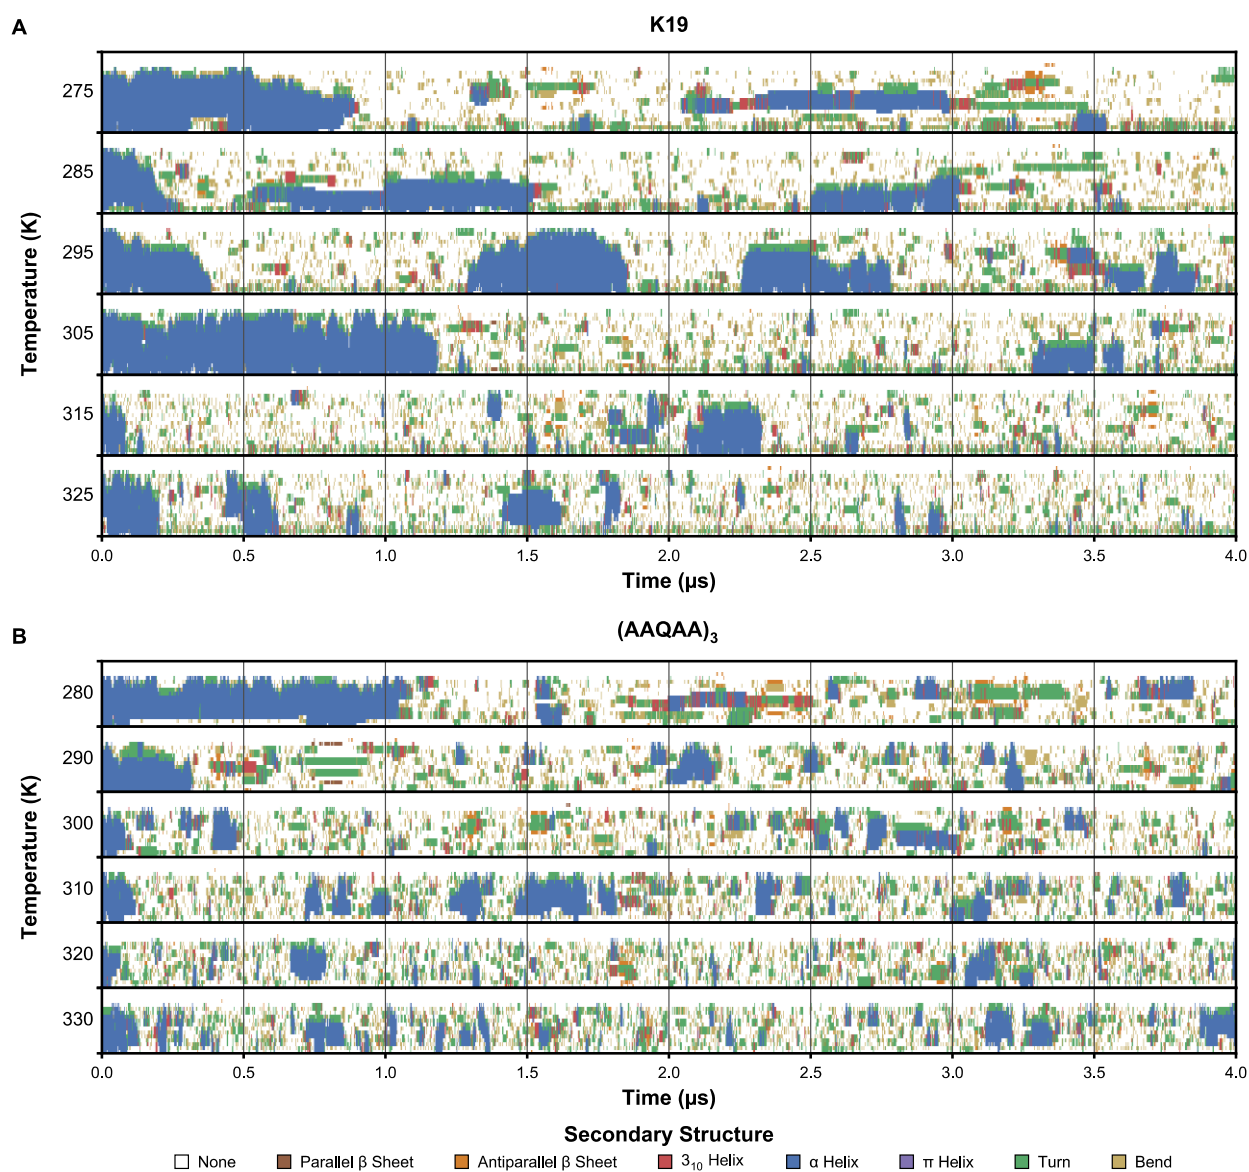 A
K19
Temperature (K)
275
285
295
305
315
325
0.0 0.5 1.0 1.5 2.0 2.5 3.0 3.5 4.0
Time (µs)
B
(AAQAA)₃
Temperature (K)
280
290
300
310
320
330
0.0 0.5 1.0 1.5 2.0 2.5 3.0 3.5 4.0
Time (µs)
Secondary Structure
None Parallel β Sheet Antiparallel β Sheet 3₁₀ Helix α Helix π Helix Turn Bend